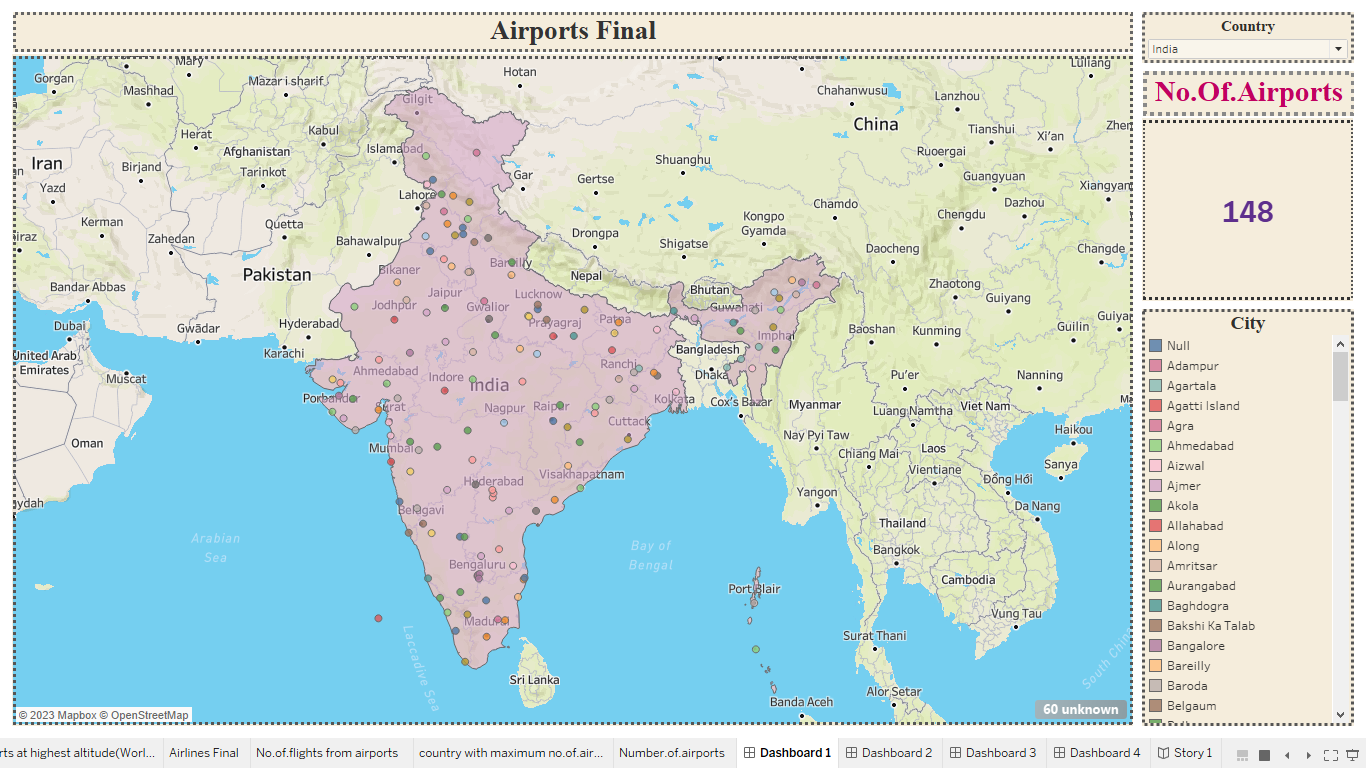 Airports Final
Country
India
No.Of.Airports
148
City
Null
Adampur
Agartala
Agatti Island
Agra
Ahmedabad
Aizwal
Ajmer
Akola
Allahabad
Along
Amritsar
Aurangabad
Baghdogra
Bakshi Ka Talab
Bangalore
Bareilly
Baroda
Belgaum
Gorgan
Mary
Mashhad
Mazar i sharif
Hotan
Gilgit
Chahanwusu
Luliang
Lanzhou
China
Tianshui
Xi'an
Herat
Kabul
Islamabad
Ruoergai
Iran
Birjand
Afghanistan
Tarinkot
Shuanghu
Guangyuan
Yazd
Gar
Gertse
Xiangyan
Lahore
Chamdo
Dazhou
Kerman
Zahedan
Quetta
Bahawalpur
Drongpa
Shigatse
Kongpo
Gyamda
Chengdu
Daocheng
Changde
Pakistan
Bikaner
Bareilly
Nepal
Bandar Abbas
Jaipur
Lucknow
Bhutan
Zhaotong
Guiyang
Jodhpur
Gwalior
Guwahati
Dubai
Gwādar
Hyderabad
Prayagraj
Patna
Imphal
Baoshan
Kunming
Guilin
Karachi
Bangladesh
United Arab
Emirates
Muscat
Ahmedabad
Indore
India
Ranchi
Dhaka
Pu'er
Nanning
Surat
Nagpur
Raipur
Kolkata
Cox's Bazar
Myanmar
Luang Namtha
Viet Nam
Oman
Cuttack
Haikou
Mumbai
Nay Pyi Taw
Laos
Chiang Mai
Vientiane
Sanya
Hyderabad
Visakhapatnam
Đồng Hới
Yangon
Da Nang
Belgavi
Thailand
Arabian
Sea
Bay of
Bengal
Bangkok
Bengaluru
Cambodia
Port Blair
Vung Tau
Madurai
Surat Thani
Laccadive Sea
Sri Lanka
Banda Aceh
Alor Setar
South Chin
© 2023 Mapbox © OpenStreetMap
60 unknown
rts at highest altitude(Worl...
Airlines Final
No.of.flights from airports
country with maximum no.of.air...
Number.of.airports
Dashboard 1
Dashboard 2
Dashboard 3
Dashboard 4
Story 1